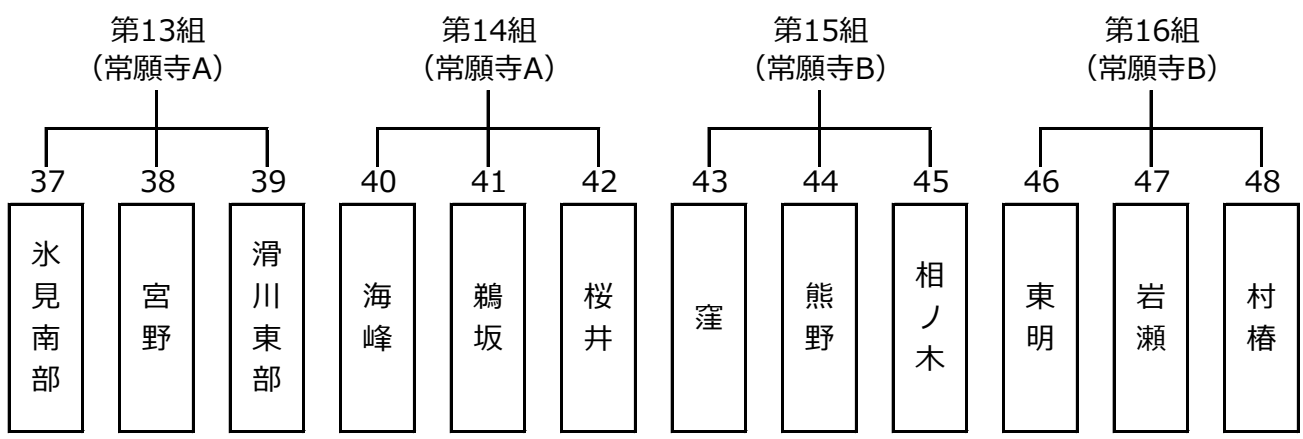 第13組
（常願寺A）
第14組
（常願寺A）
第15組
（常願寺B）
第16組
（常願寺B）
37
38
39
40
41
42
43
44
45
46
47
48
氷見南部
宮野
滑川東部
海峰
鵜坂
桜井
窪
熊野
相ノ木
東明
岩瀬
村椿